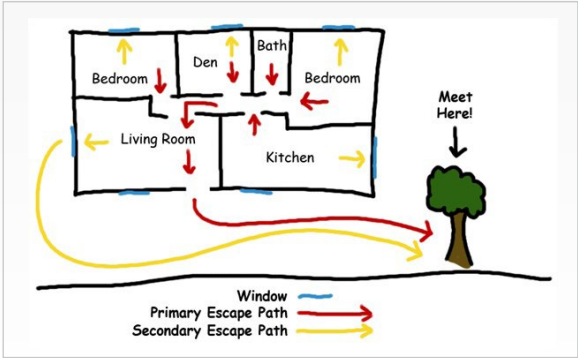 Bath
Den
Bedroom
Bedroom
Living Room
Kitchen
Meet
Here!
Window
Primary Escape Path
Secondary Escape Path